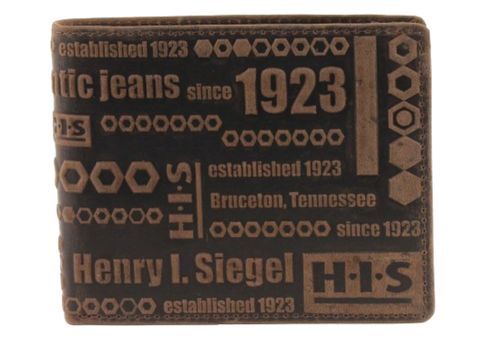 established 1923
tic jeans since 1923
H·I·S
established 1923
H·I·S
Bruceton, Tennessee
since 1923
Henry I. Siegel
H·I·S
established 1923